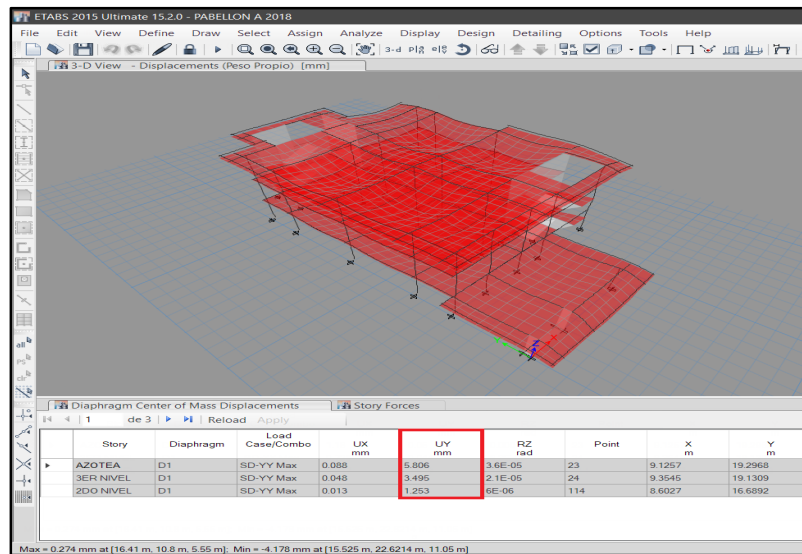 ETABS 2015 Ultimate 15.2.0 - PABELLON A 2018
File Edit View Define Draw Select Assign Analyze Display Design Detailing Options Tools Help
3-d
3-D View - Displacements (Peso Propio) [mm]
all
PS
clr
Z
X
Diaphragm Center of Mass Displacements Story Forces
1 de 3 Reload Apply
Story Diaphragm Load Case/Combo UX mm UY mm RZ rad Point X m Y m
AZOTEA D1 SD-YY Max 0.088 5.806 3.6E-05 23 9.1257 19.2968
3ER NIVEL D1 SD-YY Max 0.048 3.495 2.1E-05 24 9.3545 19.1309
2DO NIVEL D1 SD-YY Max 0.013 1.253 6E-06 114 8.6027 16.6892
Max = 0.274 mm at [16.41 m, 10.8 m, 5.55 m]; Min = -4.178 mm at [15.525 m, 22.6214 m, 11.05 m]